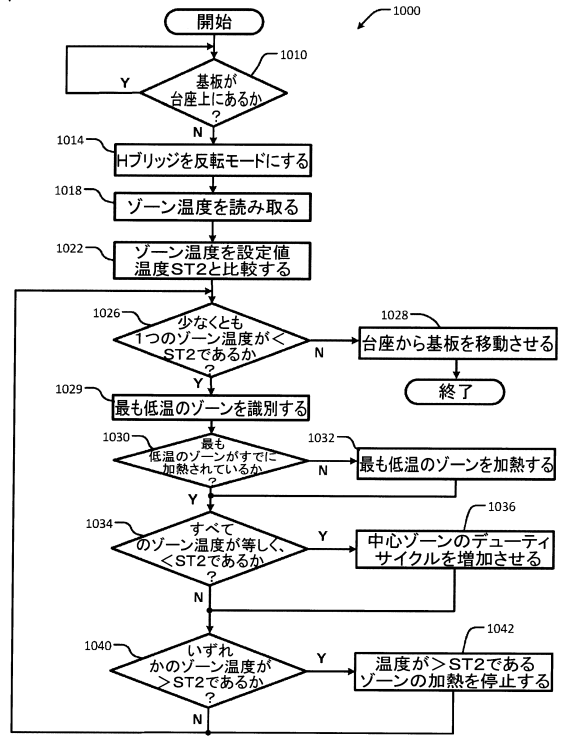 1000
開始
1010
基板が
台座上にあるか
?
Y
N
1014
Hブリッジを反転モードにする
1018
ゾーン温度を読み取る
1022
ゾーン温度を設定値
温度ST2と比較する
1026
少なくとも
1つのゾーン温度が<
ST2であるか
?
N
Y
1028
台座から基板を移動させる
終了
1029
最も低温のゾーンを識別する
1030
最も
低温のゾーンがすでに
加熱されているか
?
N
Y
1032
最も低温のゾーンを加熱する
1034
すべて
のゾーン温度が等しく、
<ST2であるか
?
Y
N
1036
中心ゾーンのデューティ
サイクルを増加させる
1040
いずれ
かのゾーン温度が
>ST2であるか
?
Y
N
1042
温度が>ST2である
ゾーンの加熱を停止する